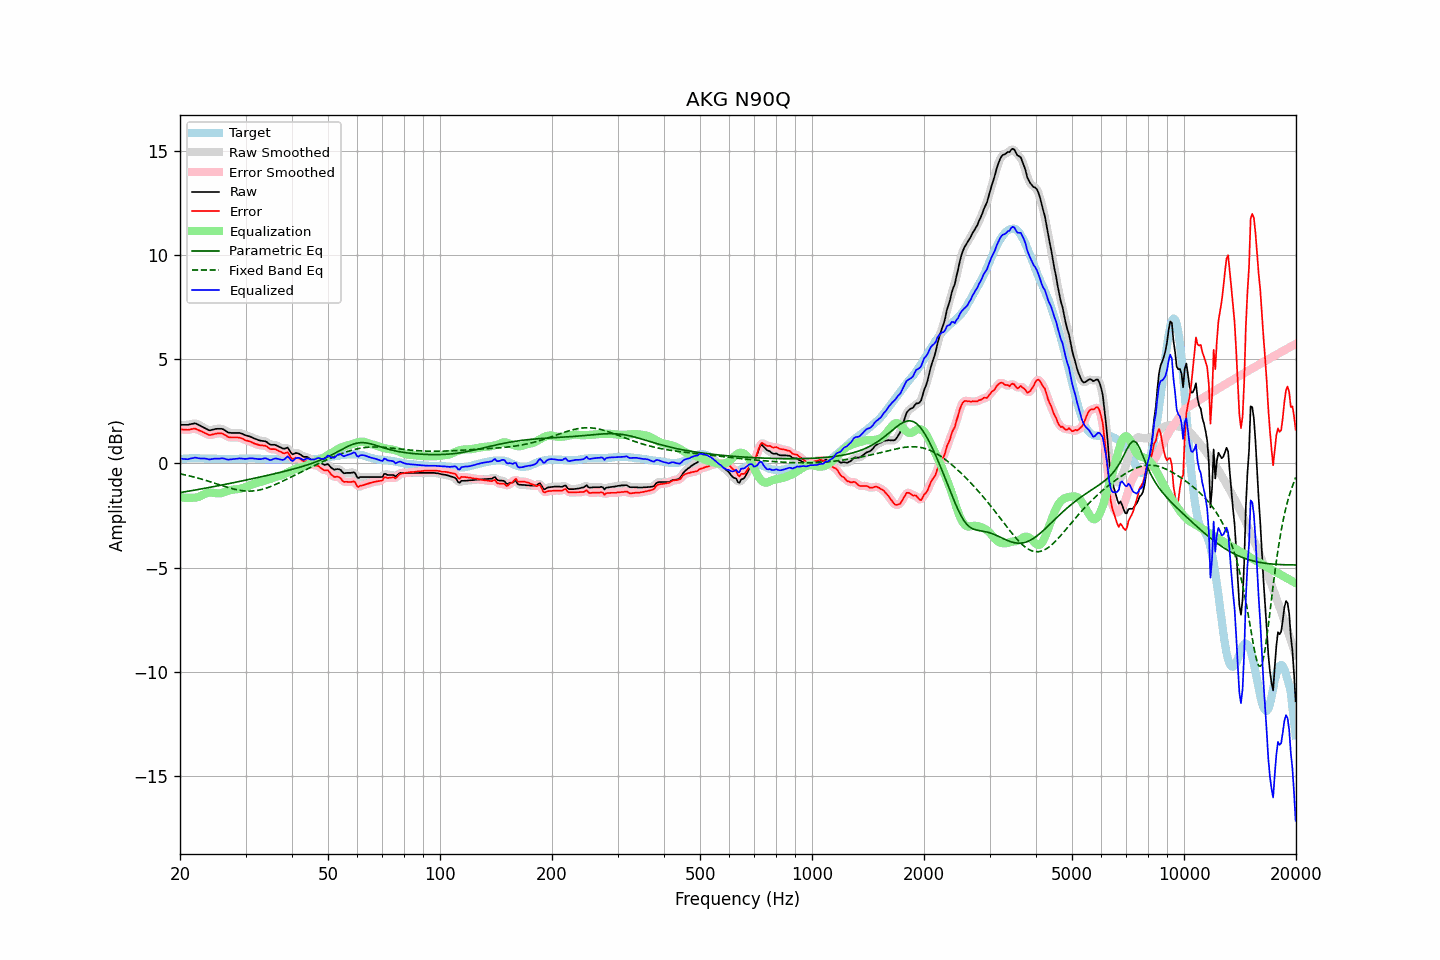 AKG N90Q
Target
Raw Smoothed
Error Smoothed
Raw
Error
Equalization
Parametric Eq
Fixed Band Eq
Equalized
Amplitude (dBr)
15
10
5
0
−5
−10
−15
20 50 100 200 500 1000 2000 5000 10000 20000
Frequency (Hz)